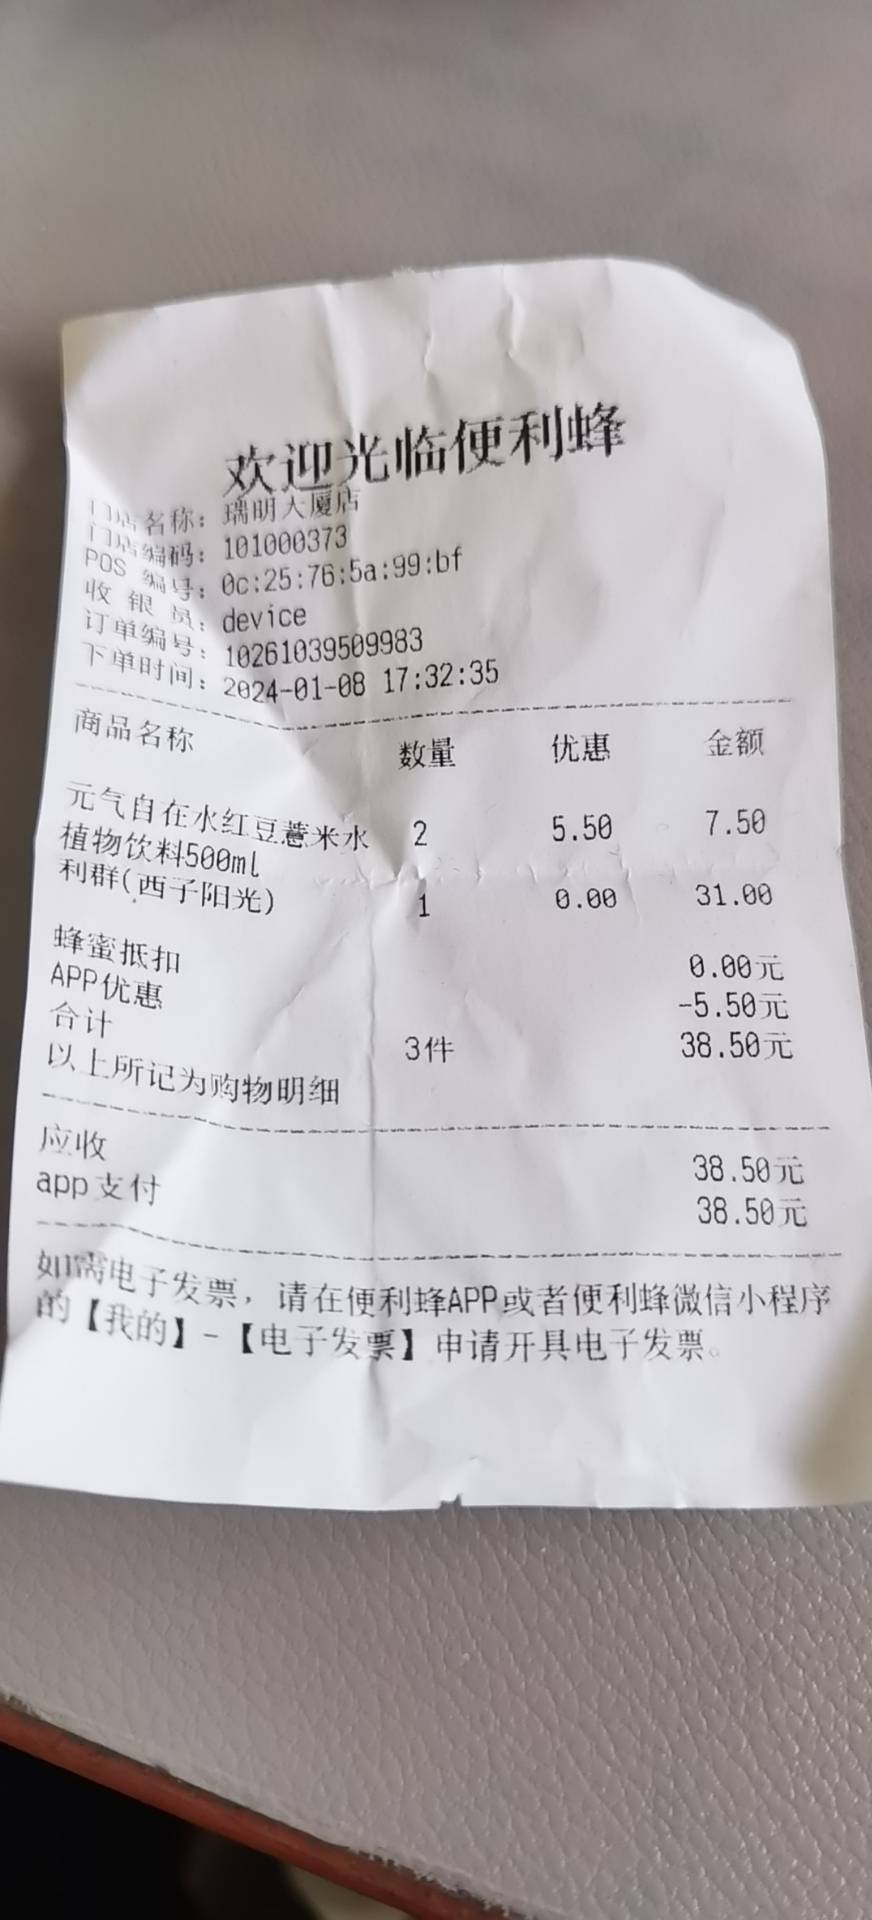 欢迎光临便利蜂
门店名称：瑞明大厦店
门店编码：101000373
POS 编号：0c:25:76:5a:99:bf
收 银 员：device
订单编号：10261039509983
下单时间：2024-01-08 17:32:35
商品名称 数量 优惠 金额
元气自在水红豆薏米水 2 5.50 7.50
植物饮料500ml
利群(西子阳光) 1 0.00 31.00
蜂蜜抵扣 0.00元
APP优惠 -5.50元
合计 3件 38.50元
以上所记为购物明细
应收 38.50元
app支付 38.50元
如需电子发票，请在便利蜂APP或者便利蜂微信小程序
的【我的】-【电子发票】申请开具电子发票。